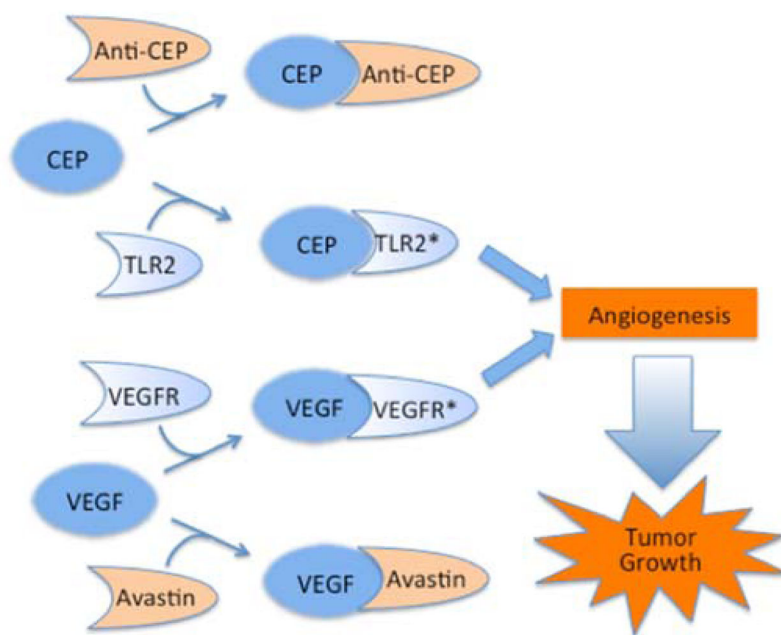 Anti-CEP
CEP Anti-CEP
CEP
CEP TLR2*
TLR2
Angiogenesis
VEGFR
VEGF VEGFR*
VEGF
Tumor
Growth
Avastin
VEGF Avastin